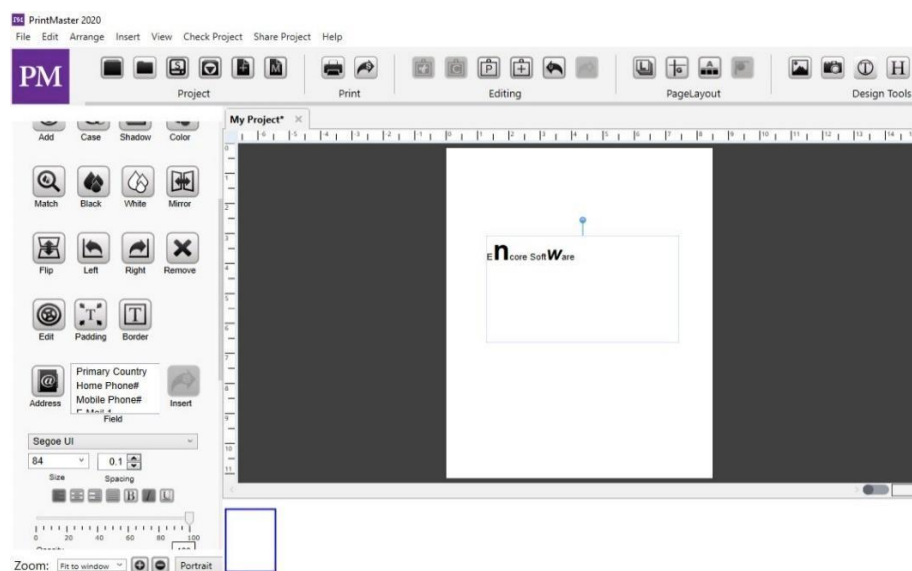 PM PrintMaster 2020
File Edit Arrange Insert View Check Project Share Project Help
PM
Project Print Editing PageLayout Design Tools
My Project*
Add Case Shadow Color
Match Black White Mirror
Flip Left Right Remove
Edit Padding Border
Primary Country
Home Phone#
Mobile Phone#
Address Field Insert
Segoe UI
84 0.1
Size Spacing
B I U
0 20 40 60 80 100
Zoom: Fit to window Portrait
Encore SoftWare